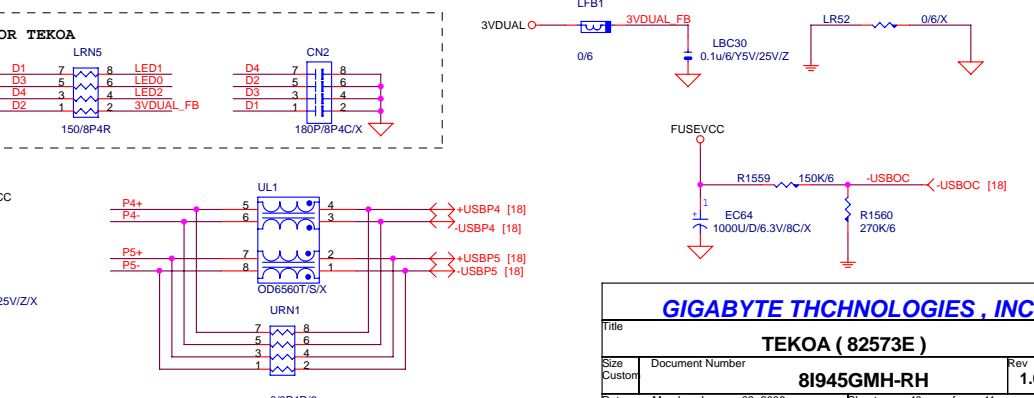 OR TEKOA
LRN5
D1 7 8 LED1
D3 5 6 LED0
D4 3 4 LED2
D2 1 2 3VDUAL_FB
150/8P4R
CN2
D4 7 8
D2 5 6
D3 3 4
D1 1 2
180P/8P4C/X
LFB1
3VDUAL 3VDUAL_FB
0/6
LBC30
0.1u/6/Y5V/25V/Z
LR52 0/6/X
FUSEVCC
R1559 150K/6 -USBOC -USBOC [18]
1
+
EC64
1000U/D/6.3V/8C/X
R1560
270K/6
CC
UL1
P4+ 5 4 +USBP4 [18]
P4- 6 3 -USBP4 [18]
P5+ 7 2 +USBP5 [18]
P5- 8 1 -USBP5 [18]
OD6560T/S/X
25V/Z/X
URN1
7 8
5 6
3 4
1 2
GIGABYTE THCHNOLOGIES , INC
Title
TEKOA ( 82573E )
Size
Custom
Document Number
8I945GMH-RH
Rev